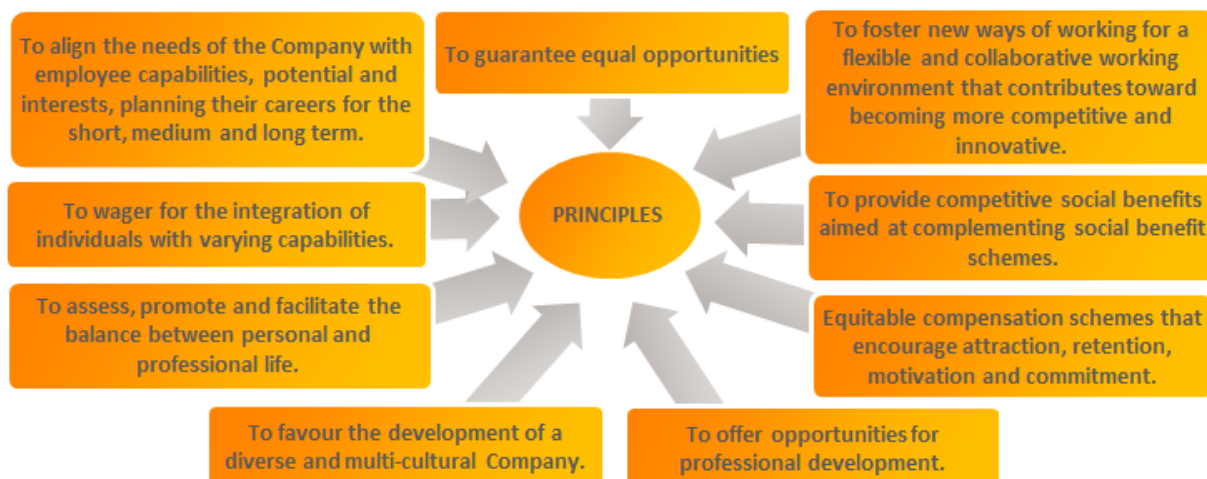 To align the needs of the Company with
employee capabilities, potential and
interests, planning their careers for the
short, medium and long term.
To guarantee equal opportunities
To foster new ways of working for a
flexible and collaborative working
environment that contributes toward
becoming more competitive and
innovative.
To wager for the integration of
individuals with varying capabilities.
PRINCIPLES
To provide competitive social benefits
aimed at complementing social benefit
schemes.
To assess, promote and facilitate the
balance between personal and
professional life.
Equitable compensation schemes that
encourage attraction, retention,
motivation and commitment.
To favour the development of a
diverse and multi-cultural Company.
To offer opportunities for
professional development.